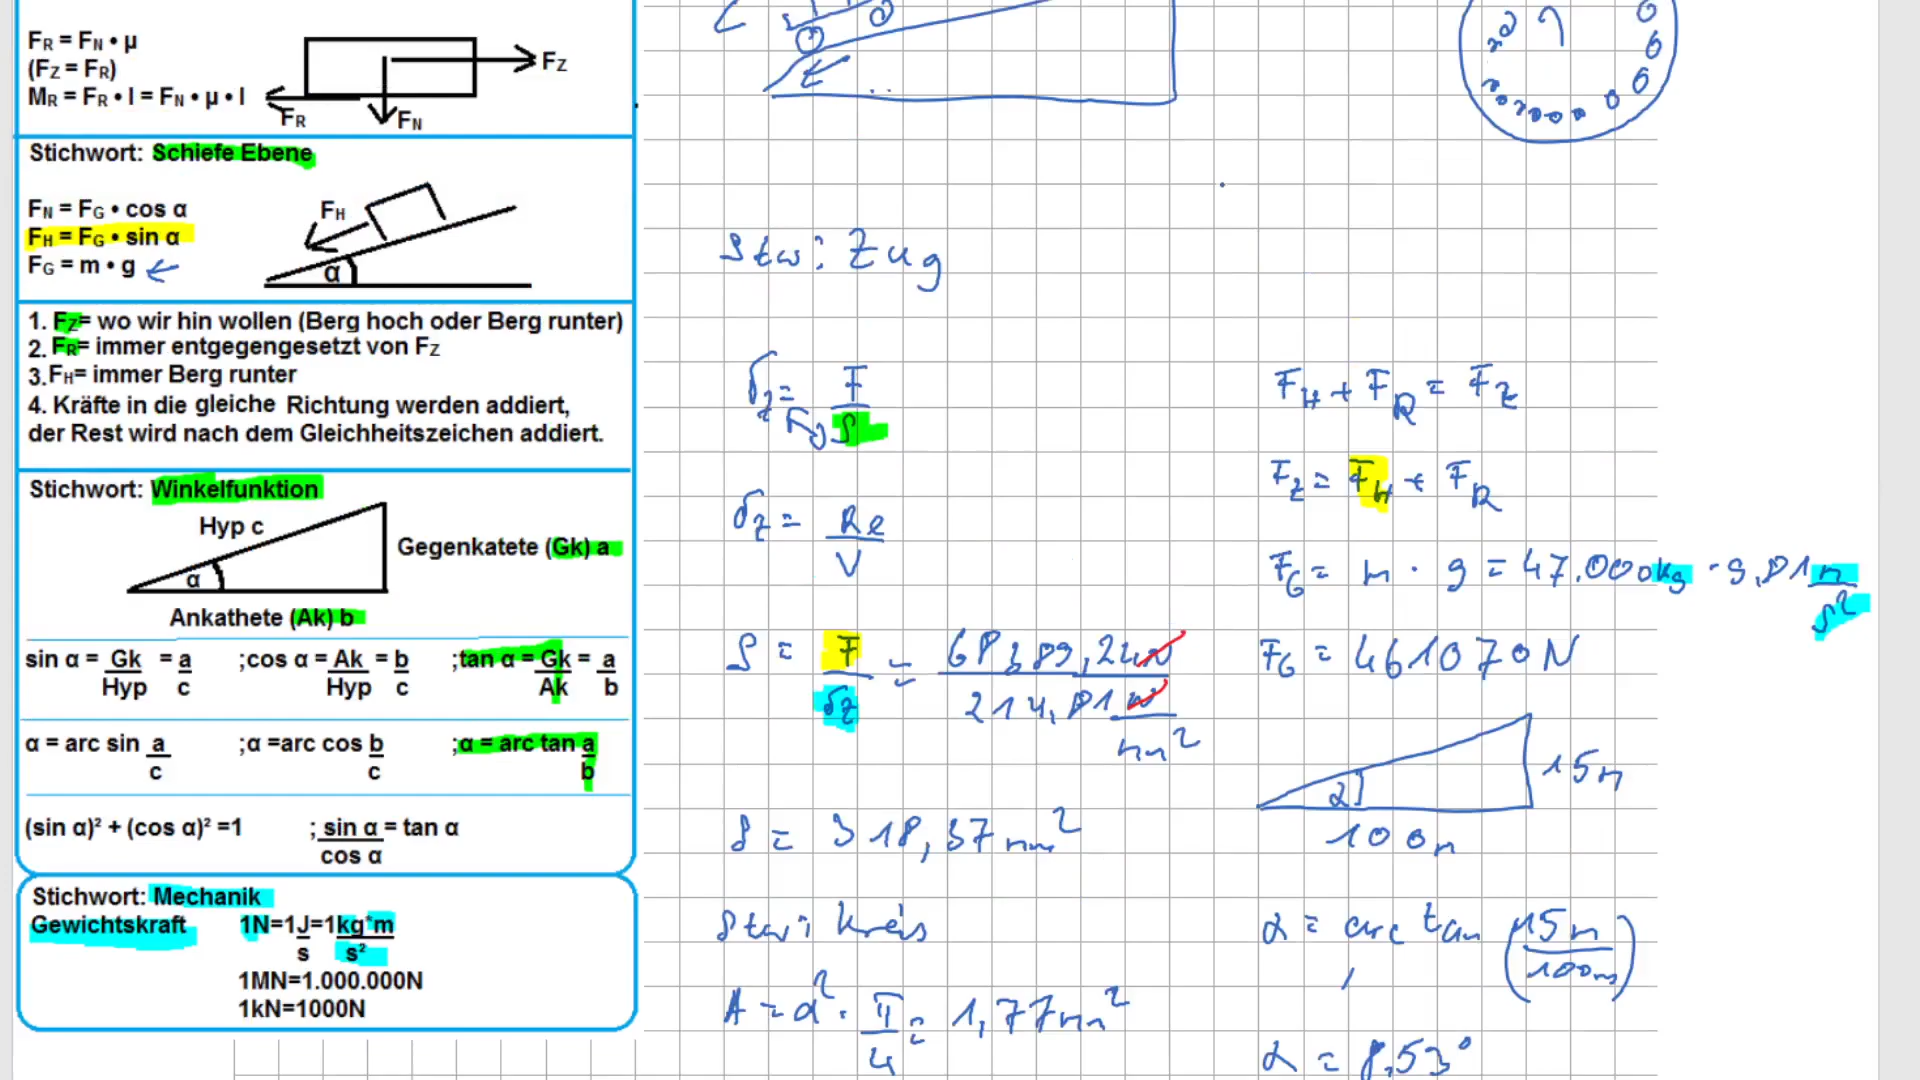 FR = FN • µ
(FZ = FR)
MR = FR • l = FN • µ • l
FZ
FR
FN
Stichwort: Schiefe Ebene
FN = FG • cos α
FH = FG • sin α
FG = m • g
FH
α
1. FZ= wo wir hin wollen (Berg hoch oder Berg runter)
2. FR= immer entgegengesetzt von FZ
3.FH= immer Berg runter
4. Kräfte in die gleiche Richtung werden addiert,
der Rest wird nach dem Gleichheitszeichen addiert.
Stichwort: Winkelfunktion
Hyp c
Gegenkatete (Gk) a
α
Ankathete (Ak) b
sin α = Gk/Hyp = a/c ;cos α = Ak/Hyp = b/c ;tan α = Gk/Ak = a/b
α = arc sin a/c ;α =arc cos b/c ;α = arc tan a/b
(sin α)² + (cos α)² =1 ; sin α/cos α = tan α
Stichwort: Mechanik
Gewichtskraft 1N=1J/s=1kg*m/s²
1MN=1.000.000N
1kN=1000N
Stw: Zug
σz = F/S
σz = Re/V
S = F/σz = 68389,24N/214,81 N/mm²
S = 318,37mm²
Stw: Kreis
A = d² · π/4 = 1,77mm²
FH + FR = FZ
FZ = FH + FR
FG = m · g = 47.000kg · 9,81 m/s²
FG = 461070N
α
15m
100m
α = arc tan (15m/100m)
α = 8,53°